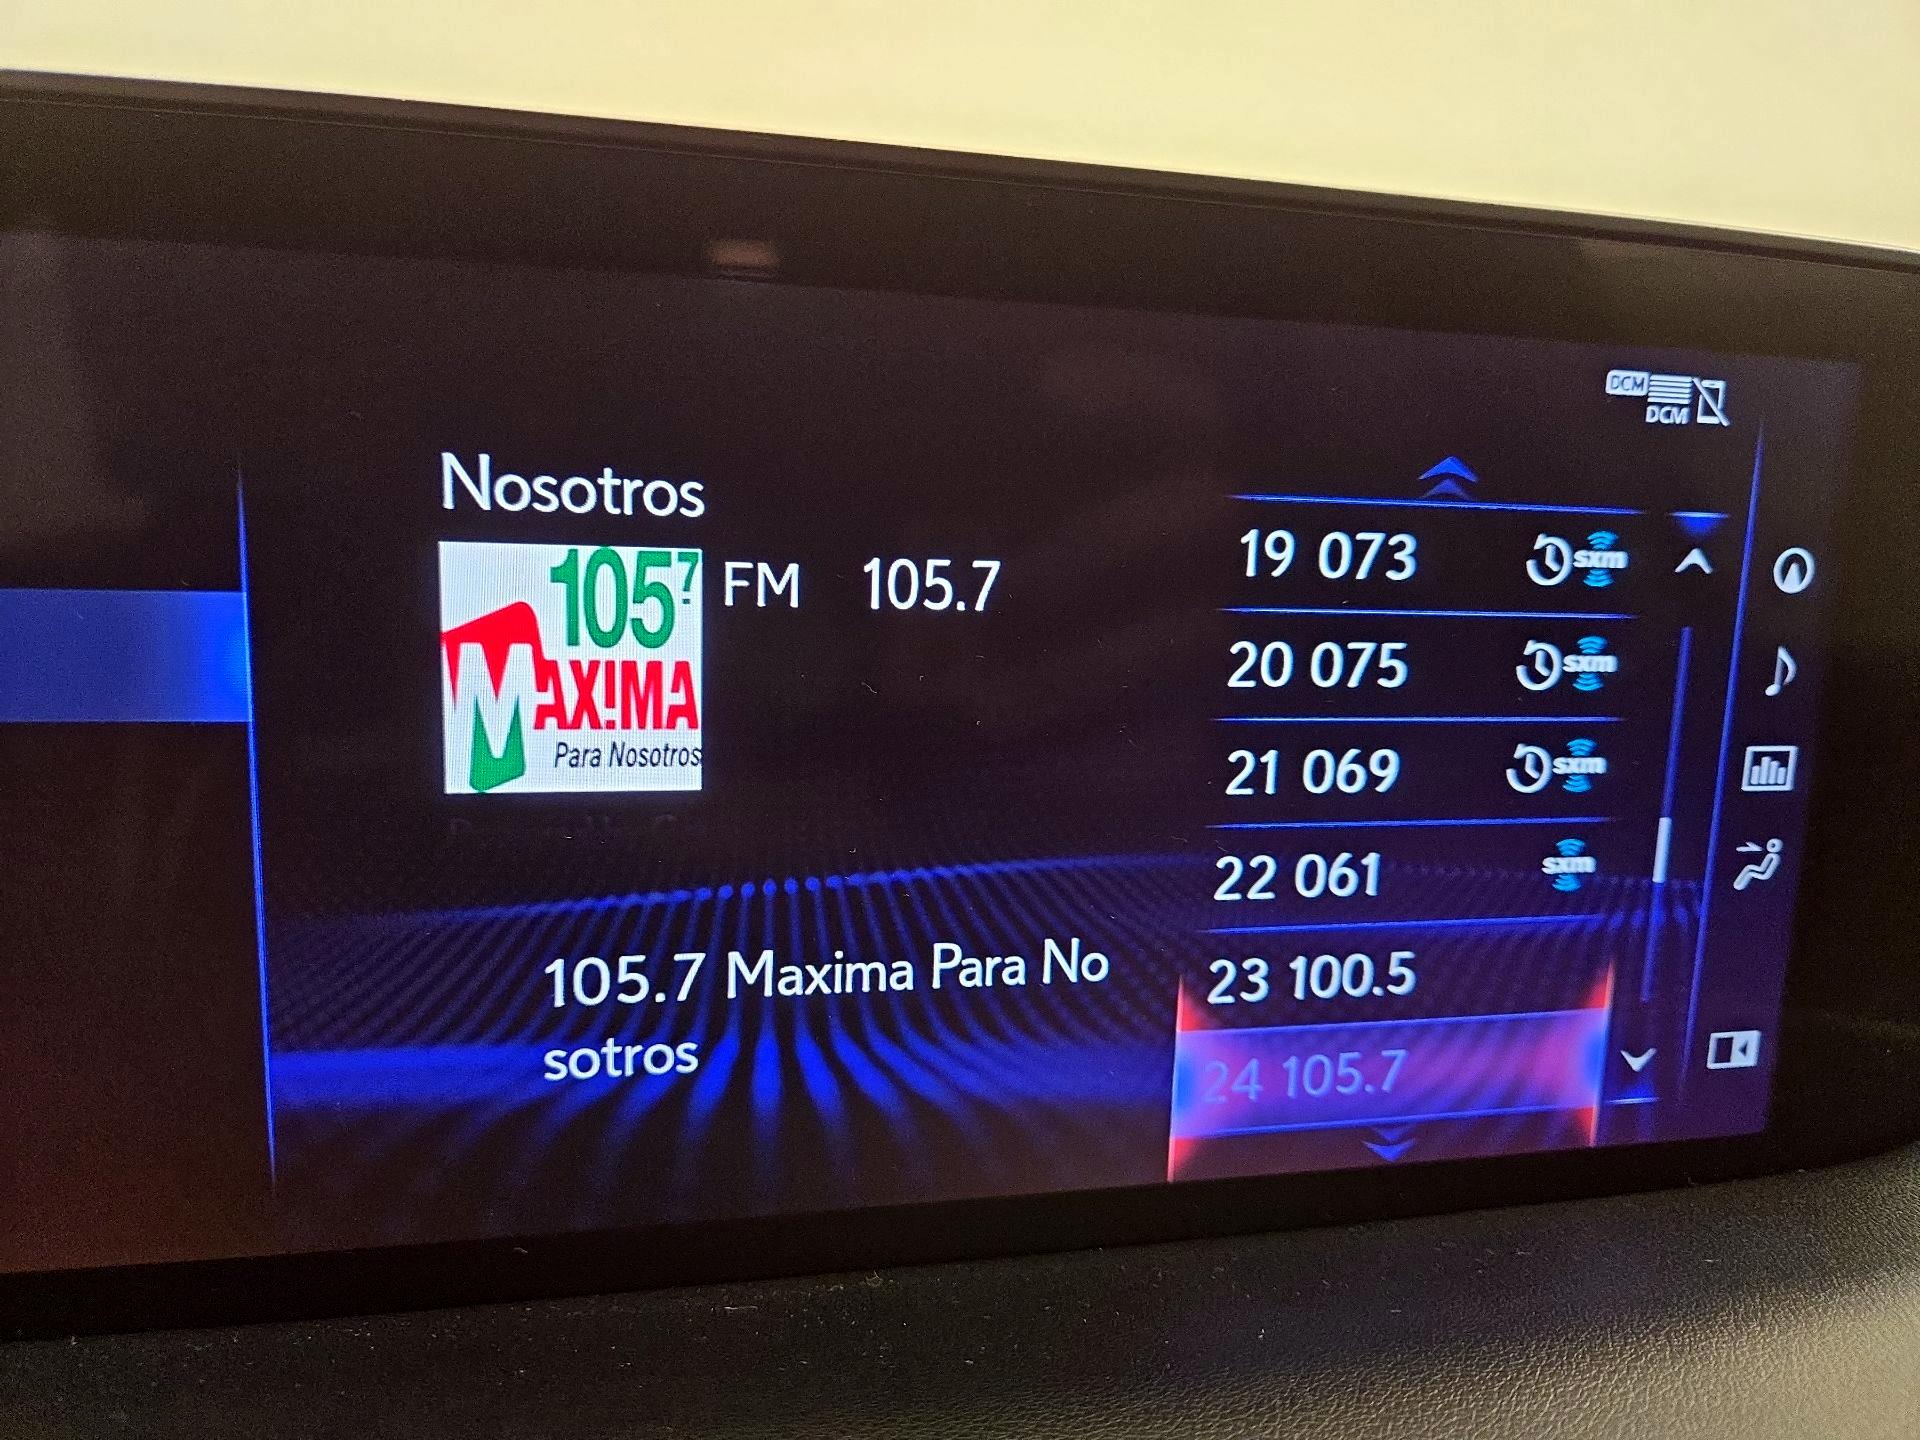 DCM
DCM
Nosotros
105.7
MAX!MA
Para Nosotros
FM 105.7
105.7 Maxima Para No
sotros
19 073 sxm
20 075 sxm
21 069 sxm
22 061 sxm
23 100.5
24 105.7